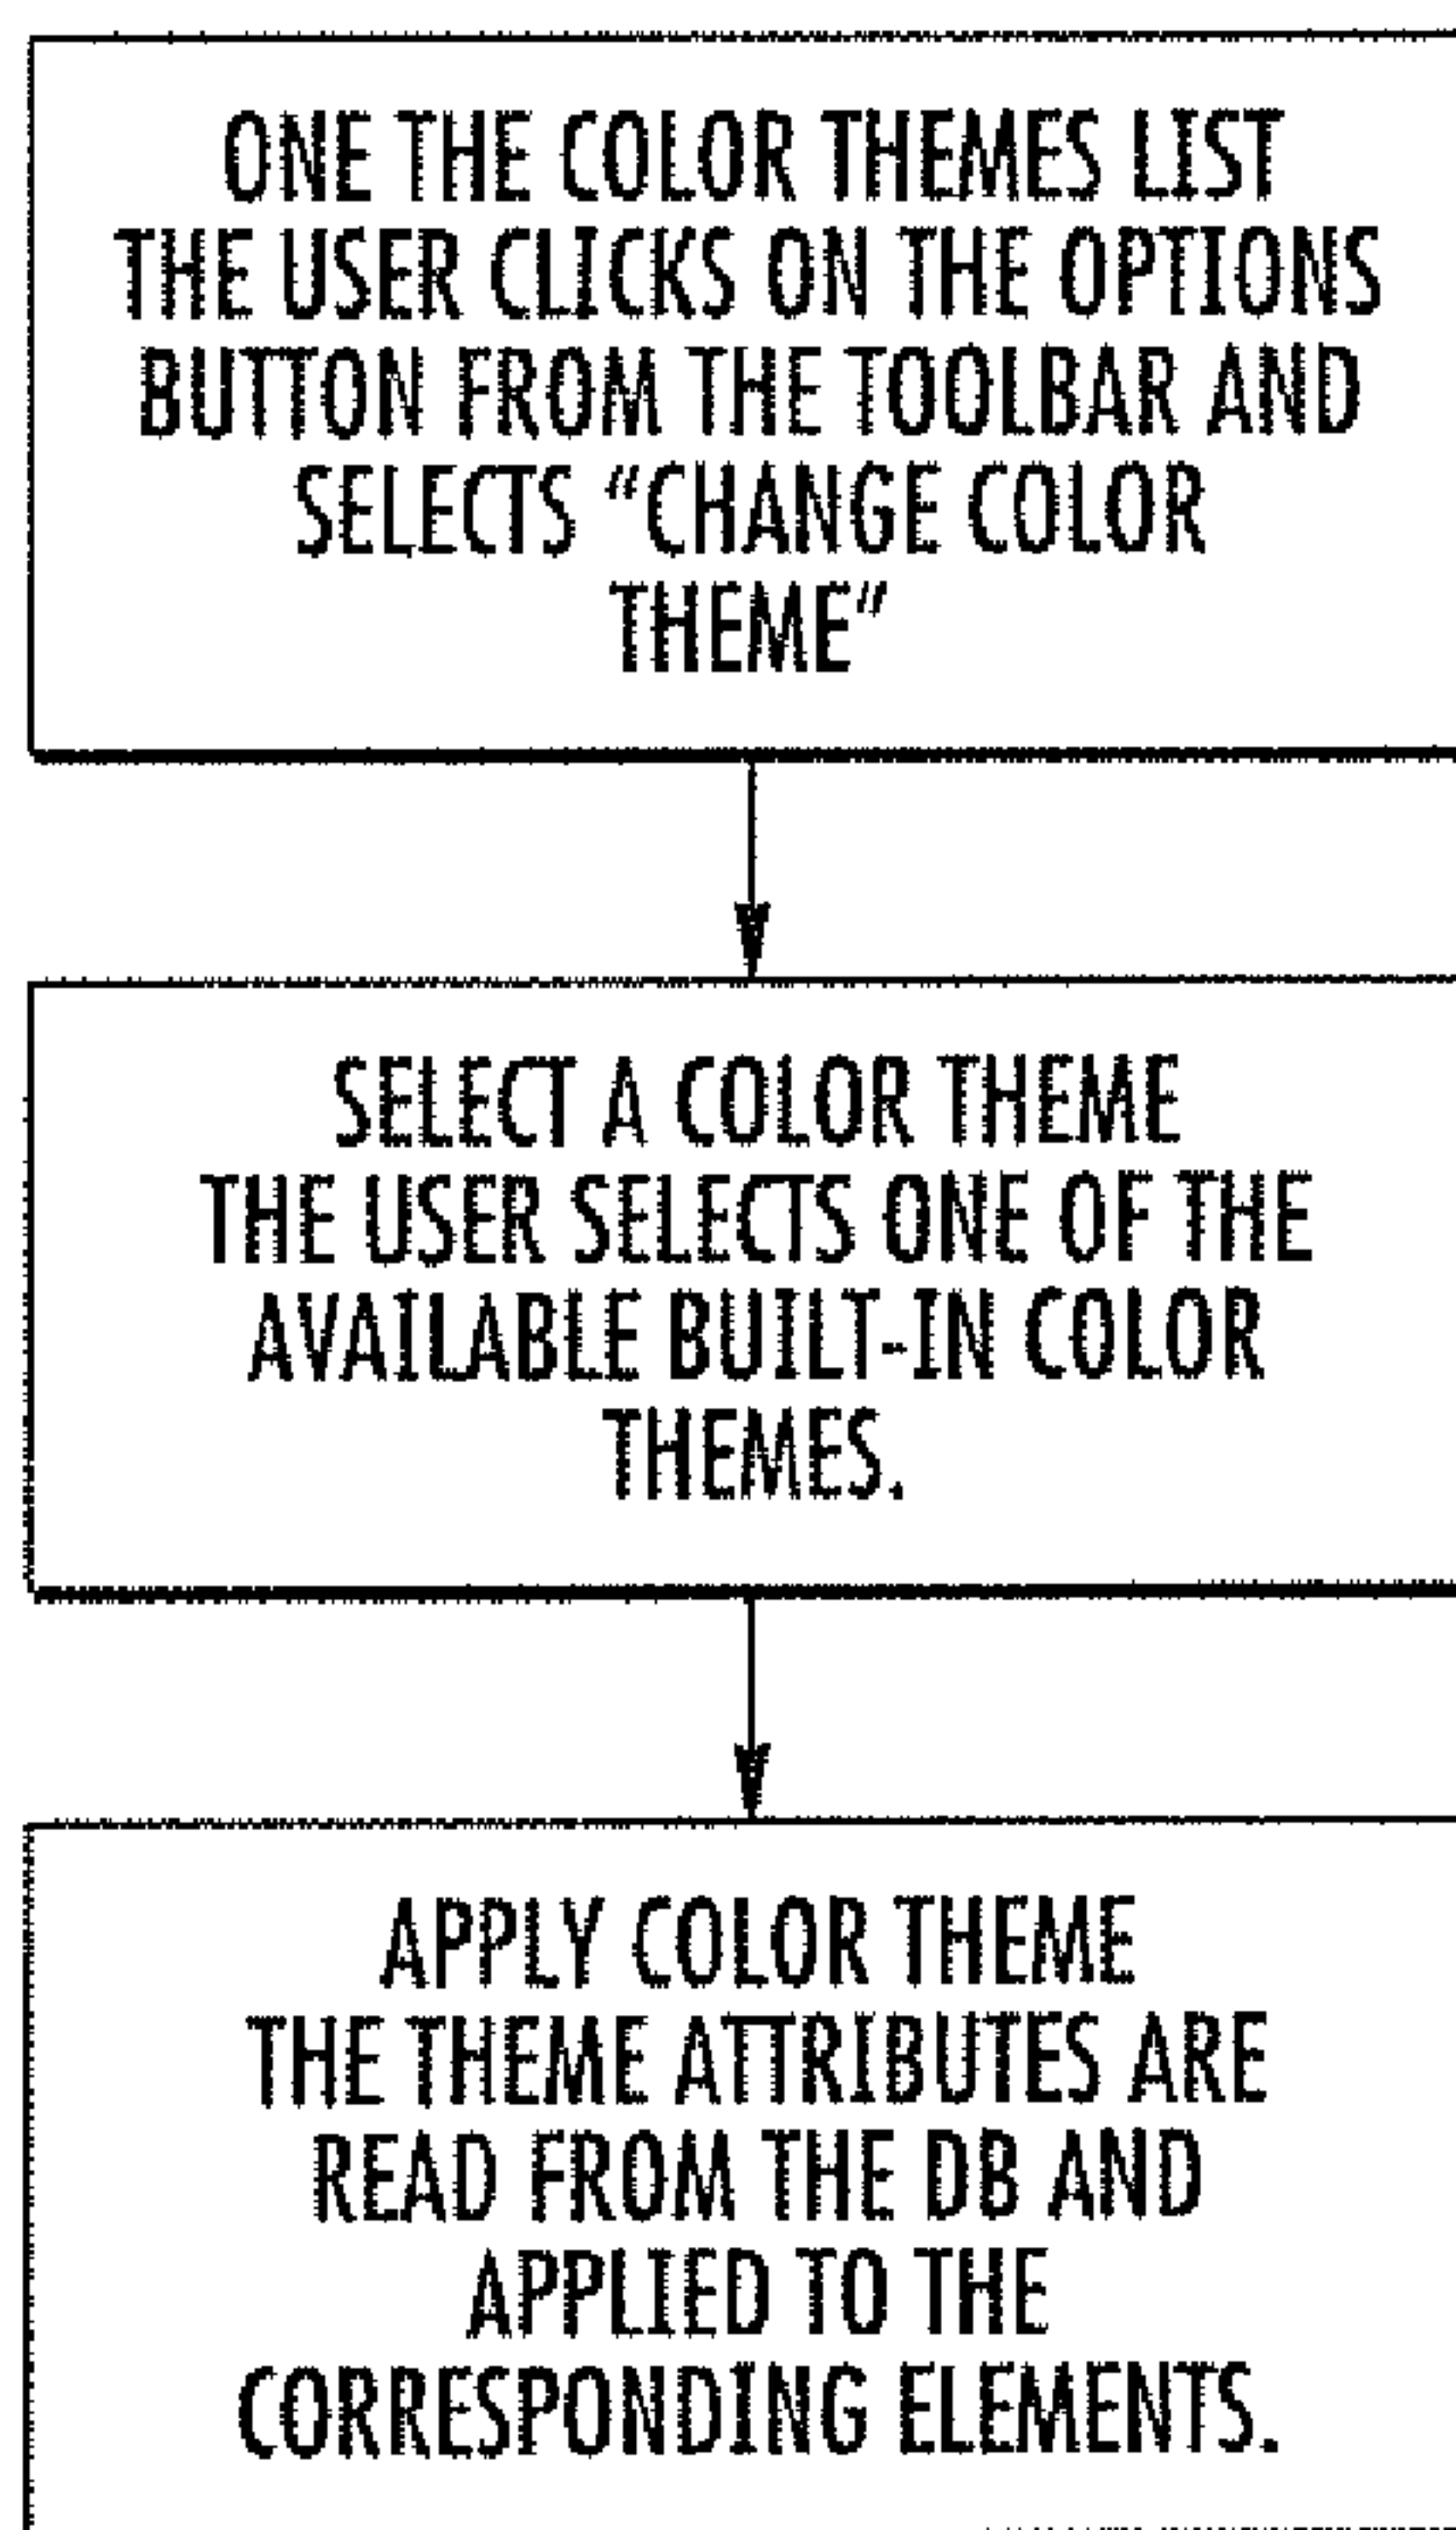 ONE THE COLOR THEMES LIST
THE USER CLICKS ON THE OPTIONS
BUTTON FROM THE TOOLBAR AND
SELECTS “CHANGE COLOR
THEME”
SELECT A COLOR THEME
THE USER SELECTS ONE OF THE
AVAILABLE BUILT-IN COLOR
THEMES.
APPLY COLOR THEME
THE THEME ATTRIBUTES ARE
READ FROM THE DB AND
APPLIED TO THE
CORRESPONDING ELEMENTS.